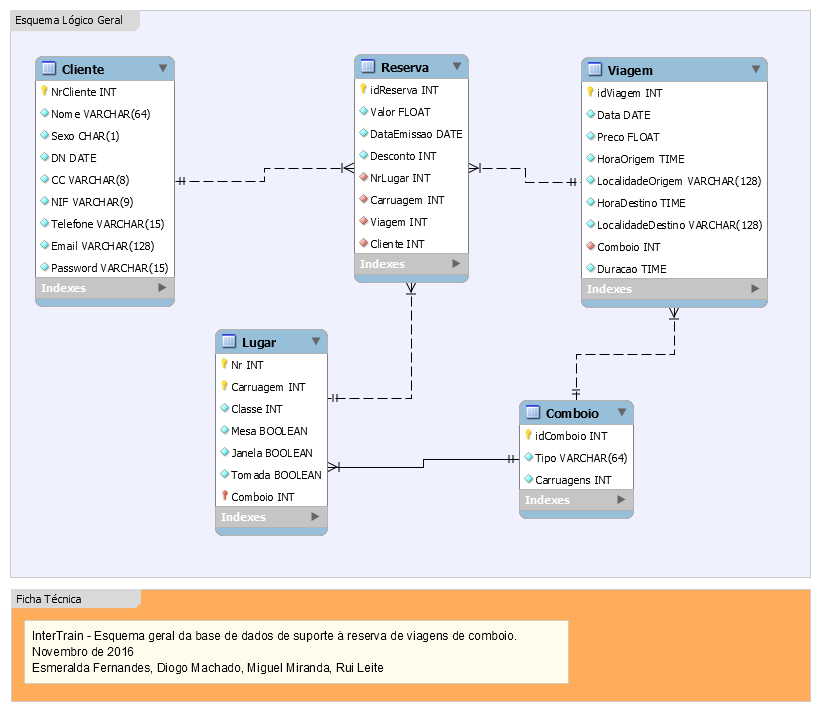 Esquema Lógico Geral
Cliente
NrCliente INT
Nome VARCHAR(64)
Sexo CHAR(1)
DN DATE
CC VARCHAR(8)
NIF VARCHAR(9)
Telefone VARCHAR(15)
Email VARCHAR(128)
Password VARCHAR(15)
Indexes
Reserva
idReserva INT
Valor FLOAT
DataEmissao DATE
Desconto INT
NrLugar INT
Carruagem INT
Viagem INT
Cliente INT
Indexes
Viagem
idViagem INT
Data DATE
Preco FLOAT
HoraOrigem TIME
LocalidadeOrigem VARCHAR(128)
HoraDestino TIME
LocalidadeDestino VARCHAR(128)
Comboio INT
Duracao TIME
Indexes
Lugar
Nr INT
Carruagem INT
Classe INT
Mesa BOOLEAN
Janela BOOLEAN
Tomada BOOLEAN
Comboio INT
Indexes
Comboio
idComboio INT
Tipo VARCHAR(64)
Carruagens INT
Indexes
Ficha Técnica
InterTrain - Esquema geral da base de dados de suporte à reserva de viagens de comboio.
Novembro de 2016
Esmeralda Fernandes, Diogo Machado, Miguel Miranda, Rui Leite